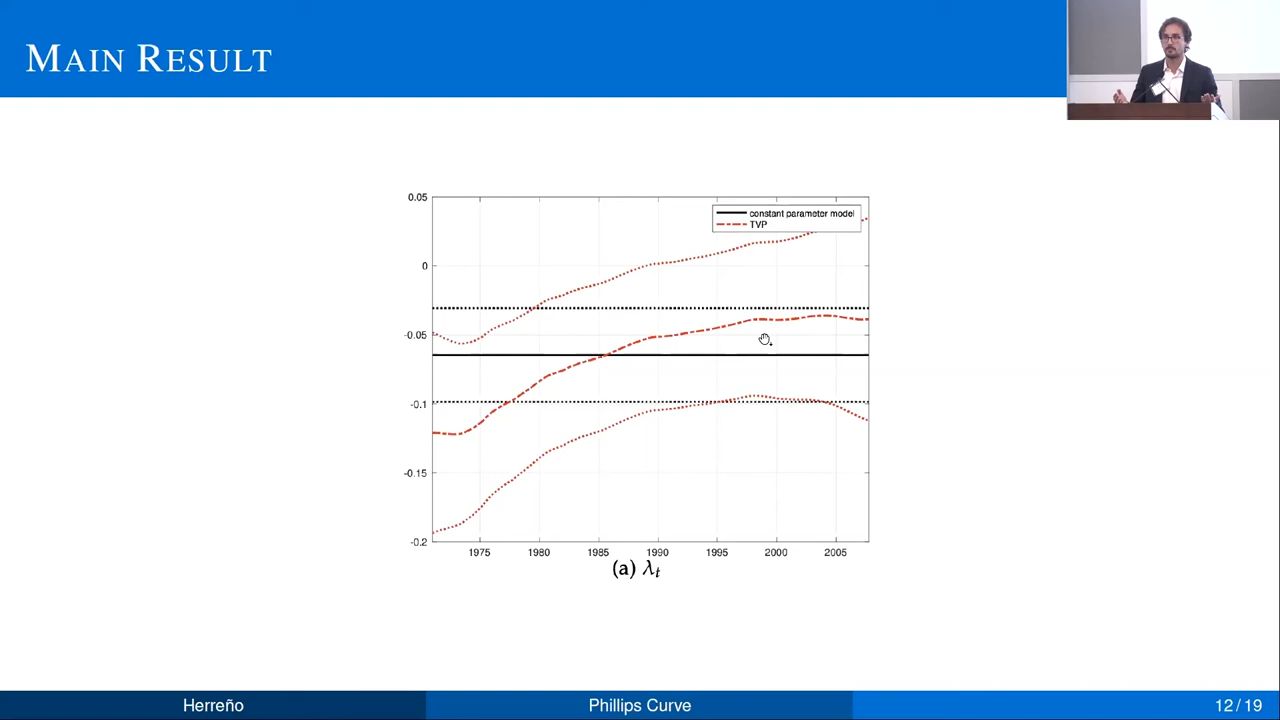 MAIN RESULT
0.05
0
-0.05
-0.1
-0.15
-0.2
constant parameter model
TVP
1975 1980 1985 1990 1995 2000 2005
(a) λt
Herreño Phillips Curve 12 / 19